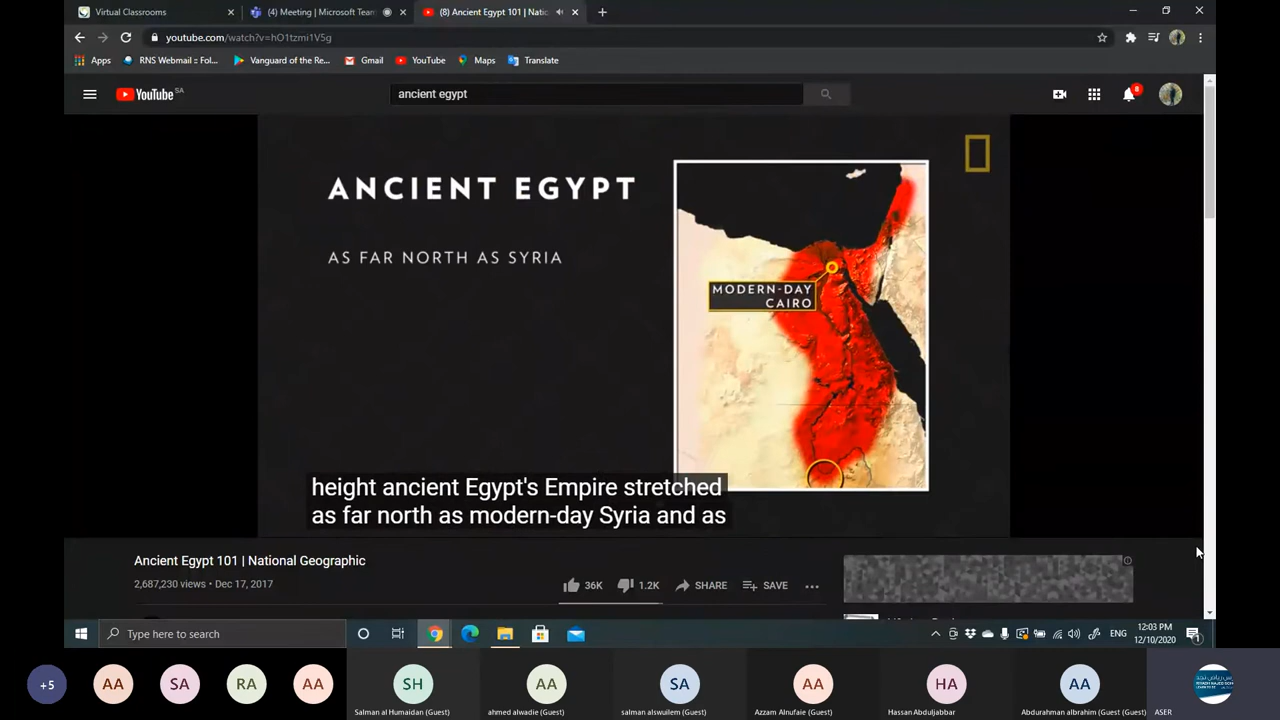 Virtual Classrooms
(4) Meeting | Microsoft Team
(8) Ancient Egypt 101 | Natio
youtube.com/watch?v=hO1tzmi1V5g
Apps
RNS Webmail :: Fol...
Vanguard of the Re...
Gmail
YouTube
Maps
Translate
YouTube SA
ancient egypt
8
ANCIENT EGYPT
AS FAR NORTH AS SYRIA
MODERN-DAY
CAIRO
height ancient Egypt's Empire stretched
as far north as modern-day Syria and as
Ancient Egypt 101 | National Geographic
2,687,230 views • Dec 17, 2017
36K
1.2K
SHARE
SAVE
Type here to search
ENG
12:03 PM
12/10/2020
1
+5
AA
SA
RA
AA
SH
Salman al Humaidan (Guest)
AA
ahmed alwadie (Guest)
SA
salman alswuilem (Guest)
AA
Azzam Alnufaie (Guest)
HA
Hassan Abduljabbar
AA
Abdurahman albrahim (Guest)
ASER